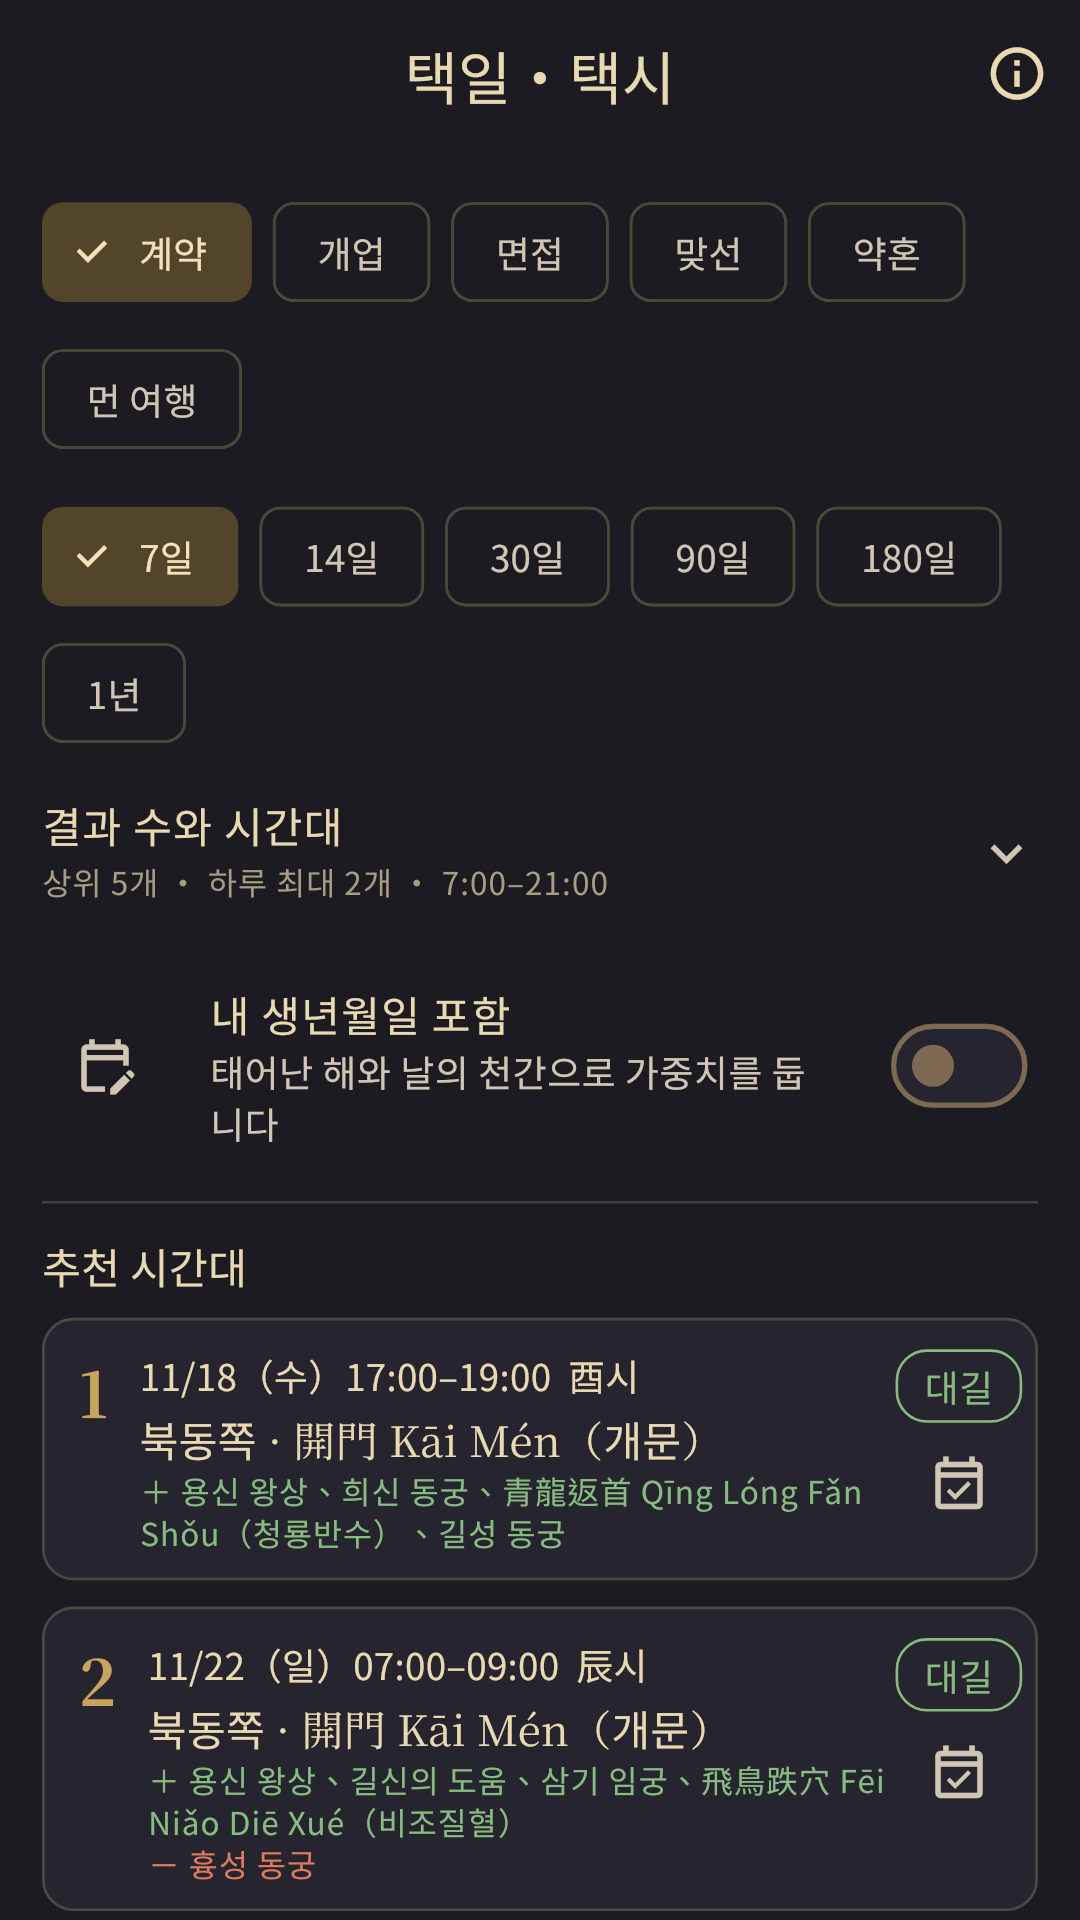 택일・택시
계약 개업 면접 맞선 약혼
먼 여행
7일 14일 30일 90일 180일
1년
결과 수와 시간대
상위 5개 ・ 하루 최대 2개 ・ 7:00–21:00
내 생년월일 포함
태어난 해와 날의 천간으로 가중치를 둡
니다
추천 시간대
1
11/18（수）17:00–19:00 酉시
대길
북동쪽 · 開門 Kāi Mén（개문）
＋ 용신 왕상、희신 동궁、青龍返首 Qīng Lóng Fǎn
Shǒu（청룡반수）、길성 동궁
2
11/22（일）07:00–09:00 辰시
대길
북동쪽 · 開門 Kāi Mén（개문）
＋ 용신 왕상、길신의 도움、삼기 임궁、飛鳥跌穴 Fēi
Niǎo Diē Xué（비조질혈）
－ 흉성 동궁